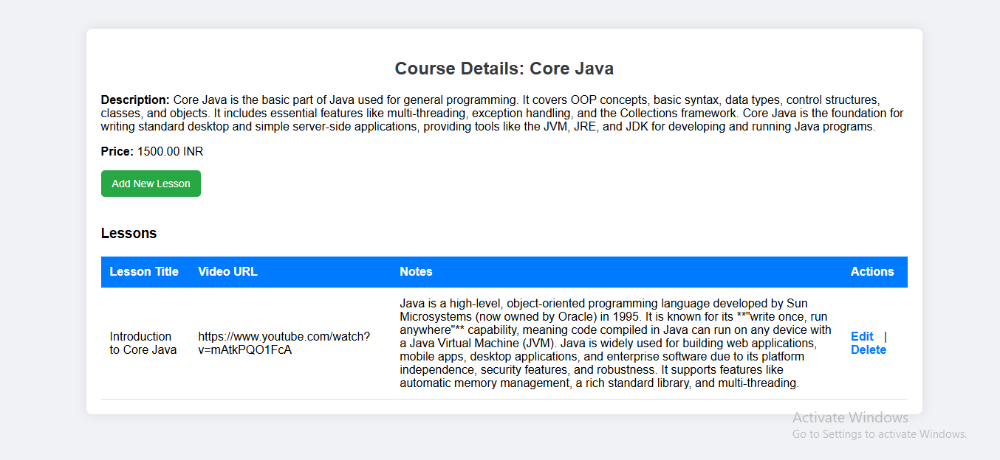 Course Details: Core Java
Description: Core Java is the basic part of Java used for general programming. It covers OOP concepts, basic syntax, data types, control structures,
classes, and objects. It includes essential features like multi-threading, exception handling, and the Collections framework. Core Java is the foundation for
writing standard desktop and simple server-side applications, providing tools like the JVM, JRE, and JDK for developing and running Java programs.
Price: 1500.00 INR
Add New Lesson
Lessons
Lesson Title Video URL Notes Actions
Introduction
to Core Java
https://www.youtube.com/watch?
v=mAtkPQO1FcA
Java is a high-level, object-oriented programming language developed by Sun
Microsystems (now owned by Oracle) in 1995. It is known for its **"write once, run
anywhere"** capability, meaning code compiled in Java can run on any device with
a Java Virtual Machine (JVM). Java is widely used for building web applications,
mobile apps, desktop applications, and enterprise software due to its platform
independence, security features, and robustness. It supports features like
automatic memory management, a rich standard library, and multi-threading.
Edit |
Delete
Activate Windows
Go to Settings to activate Windows.